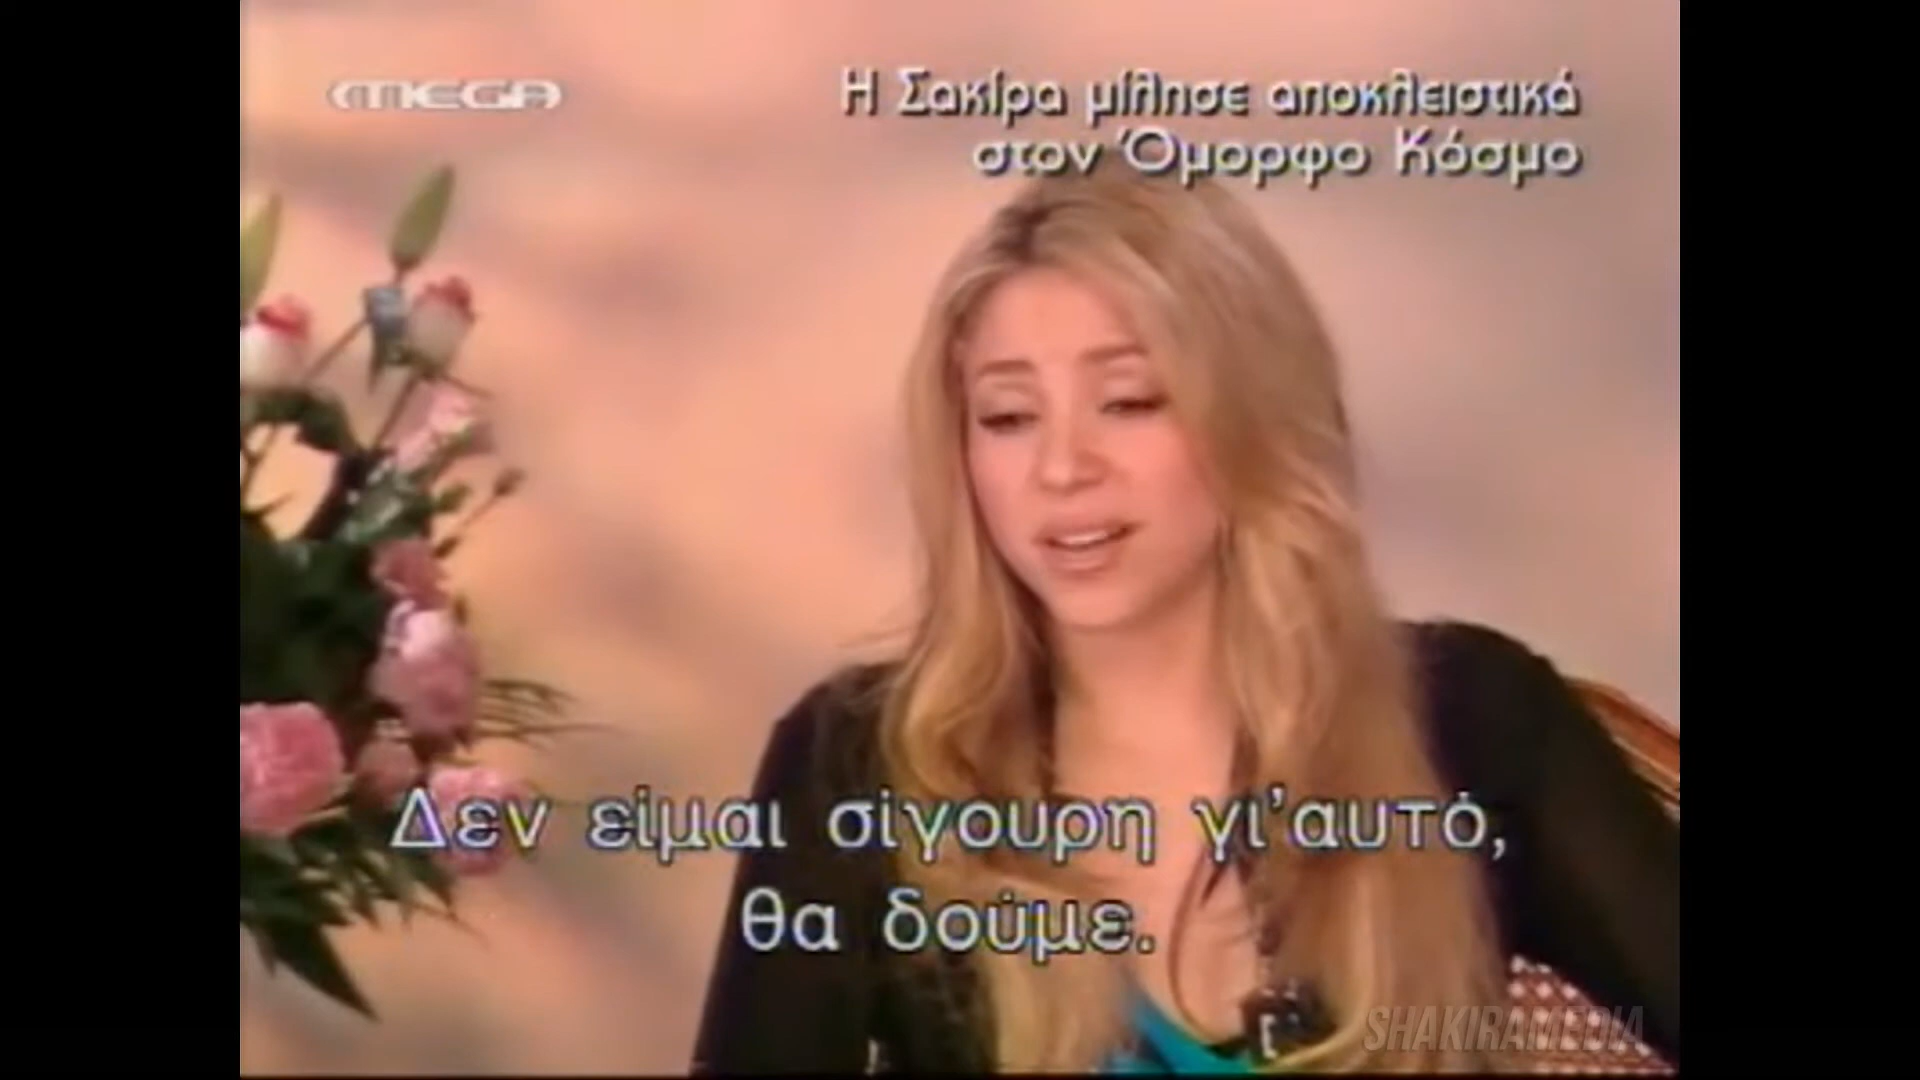 MEGA
Η Σακίρα μίλησε αποκλειστικά
στον Όμορφο Κόσμο
Δεν είμαι σίγουρη γι'αυτό,
θα δούμε.
SHAKIRAMEDIA